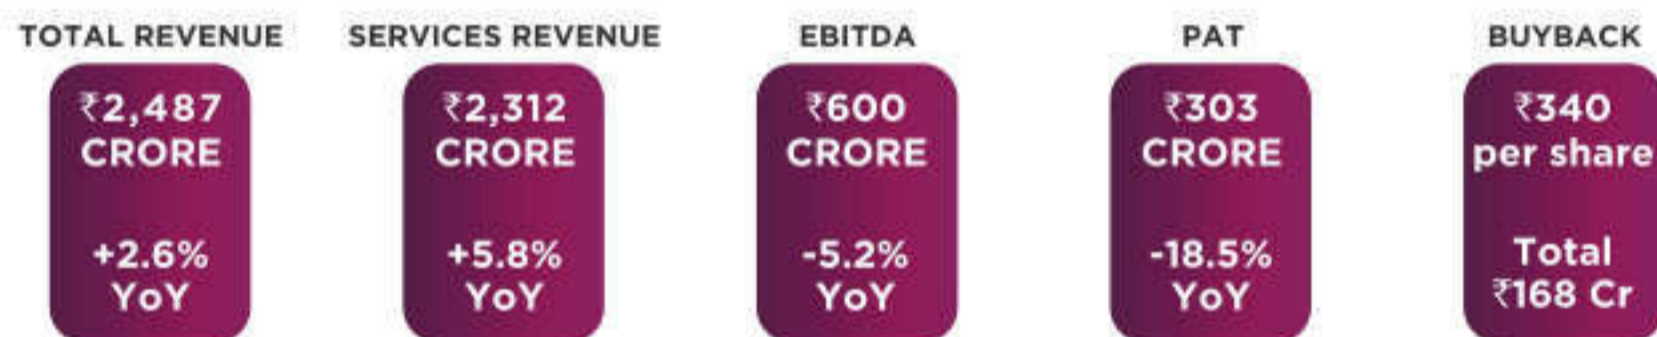 TOTAL REVENUE
₹2,487
CRORE
+2.6%
YoY
SERVICES REVENUE
₹2,312
CRORE
+5.8%
YoY
EBITDA
₹600
CRORE
-5.2%
YoY
PAT
₹303
CRORE
-18.5%
YoY
BUYBACK
₹340
per share
Total
₹168 Cr